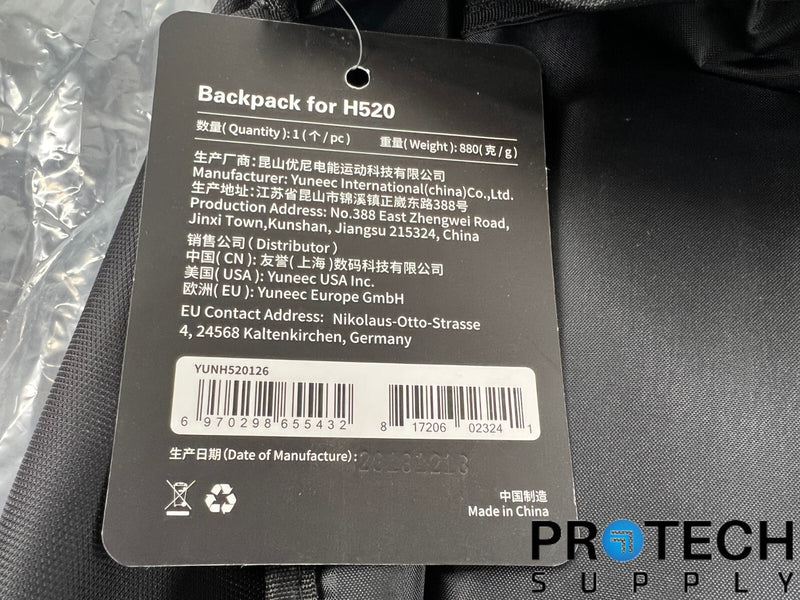 Backpack for H520
数量(Quantity):1(个/pc) 重量(Weight):880(克/g)
生产厂商:昆山优尼电能运动科技有限公司
Manufacturer: Yuneec International(china)Co.,Ltd.
生产地址:江苏省昆山市锦溪镇正崴东路388号
Production Address: No.388 East Zhengwei Road,
Jinxi Town,Kunshan, Jiangsu 215324, China
销售公司(Distributor)
中国(CN): 友誉(上海)数码科技有限公司
美国(USA): Yuneec USA Inc.
欧洲(EU): Yuneec Europe GmbH
EU Contact Address: Nikolaus-Otto-Strasse
4, 24568 Kaltenkirchen, Germany
YUNH520126
6 970298 655432
8 17206 02324 1
生产日期(Date of Manufacture):
中国制造
Made in China
PROTECH
SUPPLY